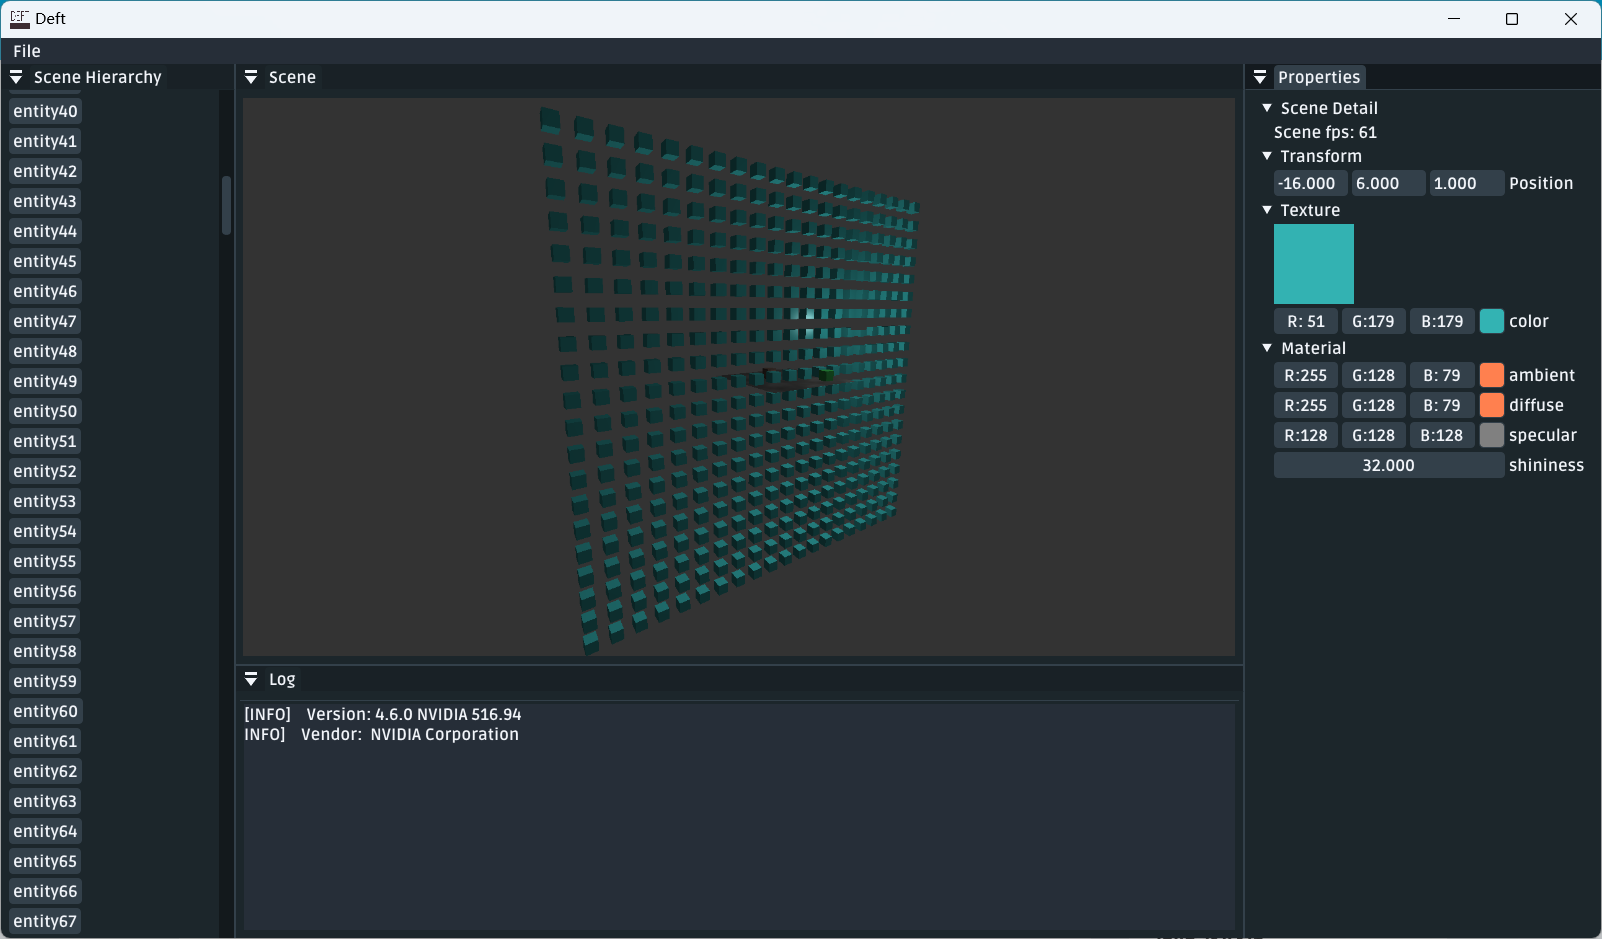 DEFT Deft
File
Scene Hierarchy
entity40
entity41
entity42
entity43
entity44
entity45
entity46
entity47
entity48
entity49
entity50
entity51
entity52
entity53
entity54
entity55
entity56
entity57
entity58
entity59
entity60
entity61
entity62
entity63
entity64
entity65
entity66
entity67
Scene
Log
[INFO] Version: 4.6.0 NVIDIA 516.94
INFO] Vendor: NVIDIA Corporation
Properties
Scene Detail
Scene fps: 61
Transform
-16.000 6.000 1.000 Position
Texture
R: 51 G:179 B:179 color
Material
R:255 G:128 B: 79 ambient
R:255 G:128 B: 79 diffuse
R:128 G:128 B:128 specular
32.000 shininess